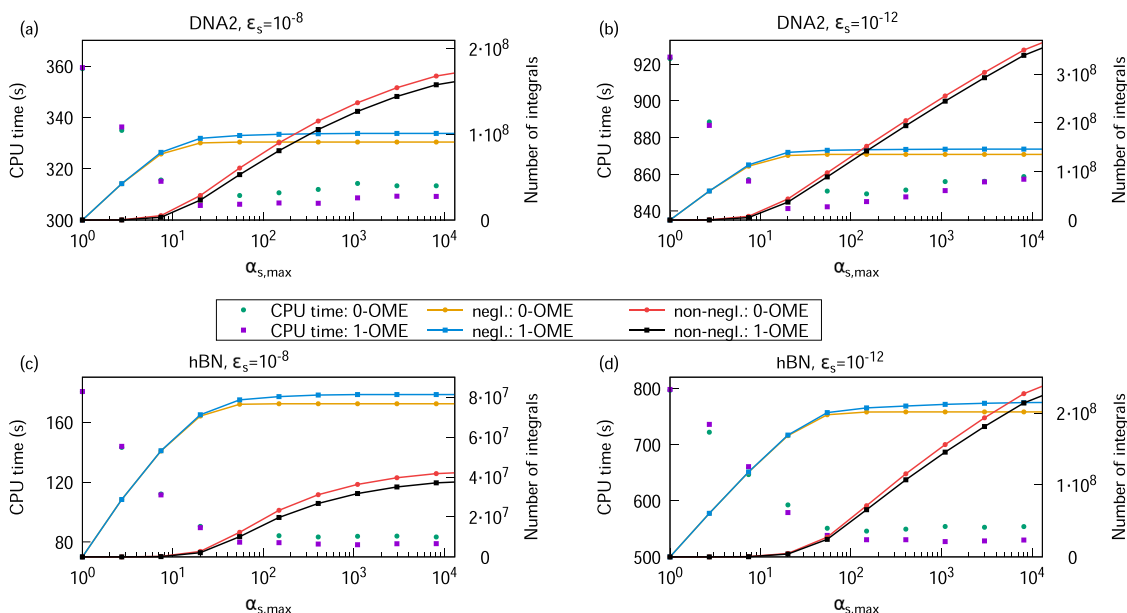 (a) DNA2, εs=10⁻⁸
CPU time (s)
360
340
320
300
2·10⁸
1·10⁸
0
Number of integrals
10⁰ 10¹ 10² 10³ 10⁴
αs,max
(b) DNA2, εs=10⁻¹²
CPU time (s)
920
900
880
860
840
3·10⁸
2·10⁸
1·10⁸
0
Number of integrals
10⁰ 10¹ 10² 10³ 10⁴
αs,max
CPU time: 0-OME negl.: 0-OME non-negl.: 0-OME
CPU time: 1-OME negl.: 1-OME non-negl.: 1-OME
(c) hBN, εs=10⁻⁸
CPU time (s)
160
120
80
8·10⁷
6·10⁷
4·10⁷
2·10⁷
0
Number of integrals
10⁰ 10¹ 10² 10³ 10⁴
αs,max
(d) hBN, εs=10⁻¹²
CPU time (s)
800
700
600
500
2·10⁸
1·10⁸
0
Number of integrals
10⁰ 10¹ 10² 10³ 10⁴
αs,max